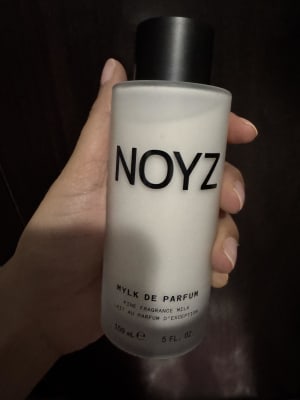 NOYZ
MYLK DE PARFUM
FINE FRAGRANCE MILK
LAIT AU PARFUM D'EXCEPTION
150 mL ℮ 5 FL. OZ